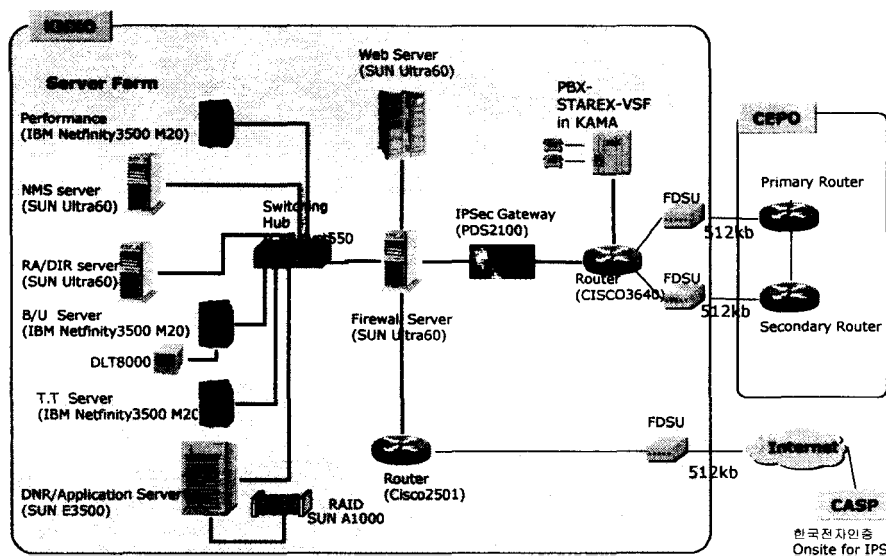 Server Farm
Performance
(IBM Netfinity3500 M20)
NMS server
(SUN Ultra60)
RA/DIR server
(SUN Ultra60)
B/U Server
(IBM Netfinity3500 M20)
DLT8000
T.T Server
(IBM Netfinity3500 M20
DNR/Application Server
(SUN E3500)
RAID
SUN A1000
Switching
Hub
Web Server
(SUN Ultra60)
Firewall Server
(SUN Ultra60)
Router
(Cisco2501)
IPSec Gateway
(PDS2100)
PBX-
STAREX-VSF
in KAMA
Router
(CISCO3640)
FDSU
512kb
FDSU
512kb
FDSU
512kb
CEPO
Primary Router
Secondary Router
Internet
CASP
한국전자인증
Onsite for IPS